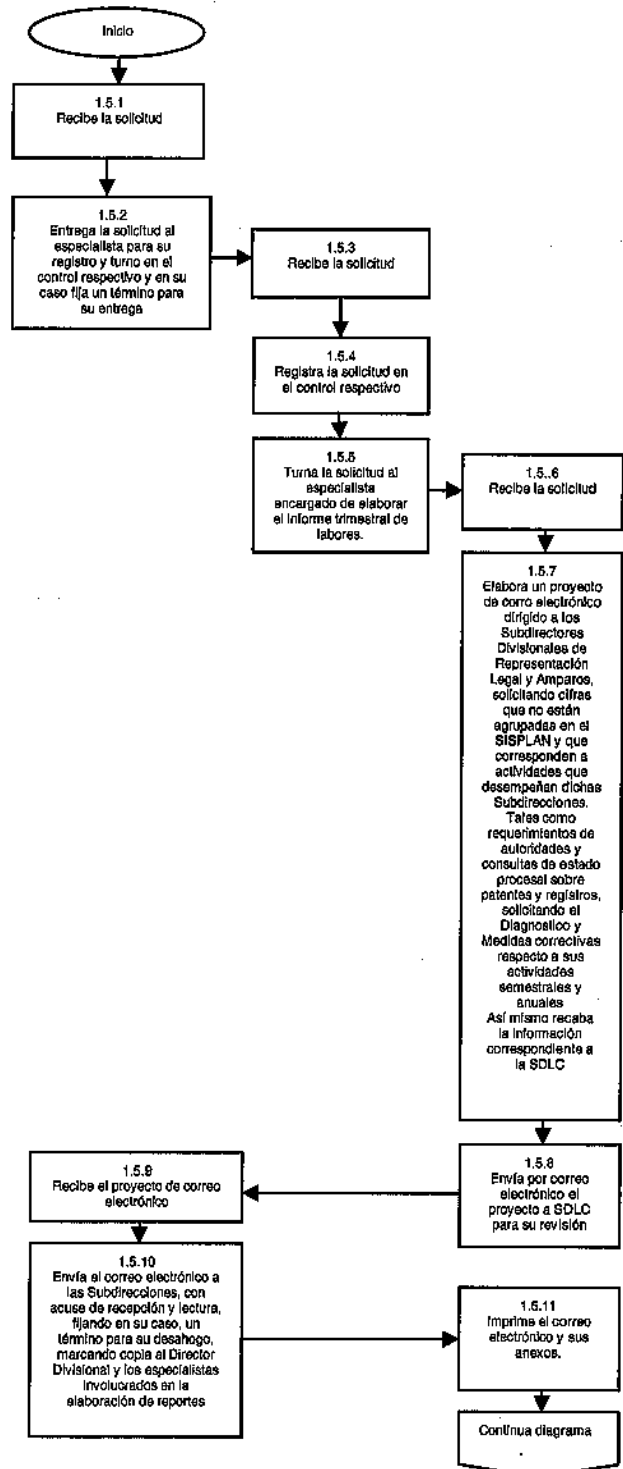 Inicio
1.5.1
Recibe la solicitud
1.5.2
Entrega la solicitud al
especialista para su
registro y turno en el
control respectivo y en su
caso fija un término para
su entrega
1.5.3
Recibe la solicitud
1.5.4
Registra la solicitud en
el control respectivo
1.5.5
Turna la solicitud al
especialista
encargado de elaborar
el informe trimestral de
labores.
1.5..6
Recibe la solicitud
1.5.7
Elabora un proyecto
de corro electrónico
dirigido a los
Subdirectores
Divisionales de
Representación
Legal y Amparos,
solicitando cifras
que no están
agrupadas en el
SISPLAN y que
corresponden a
actividades que
desempeñan dichas
Subdirecciones.
Tales como
requerimientos de
autoridades y
consultas de estado
procesal sobre
patentes y registros,
solicitando el
Diagnostico y
Medidas correctivas
respecto a sus
actividades
semestrales y
anuales
Así mismo recaba
la información
correspondiente a
la SDLC
1.5.8
Envía por correo
electrónico el
proyecto a SDLC
para su revisión
1.5.9
Recibe el proyecto de correo
electrónico
1.5.10
Envía el correo electrónico a
las Subdirecciones, con
acuse de recepción y lectura,
fijando en su caso, un
término para su desahogo,
marcando copia al Director
Divisional y los especialistas
involucrados en la
elaboración de reportes
1.5.11
Imprime el correo
electrónico y sus
anexos.
Continua diagrama